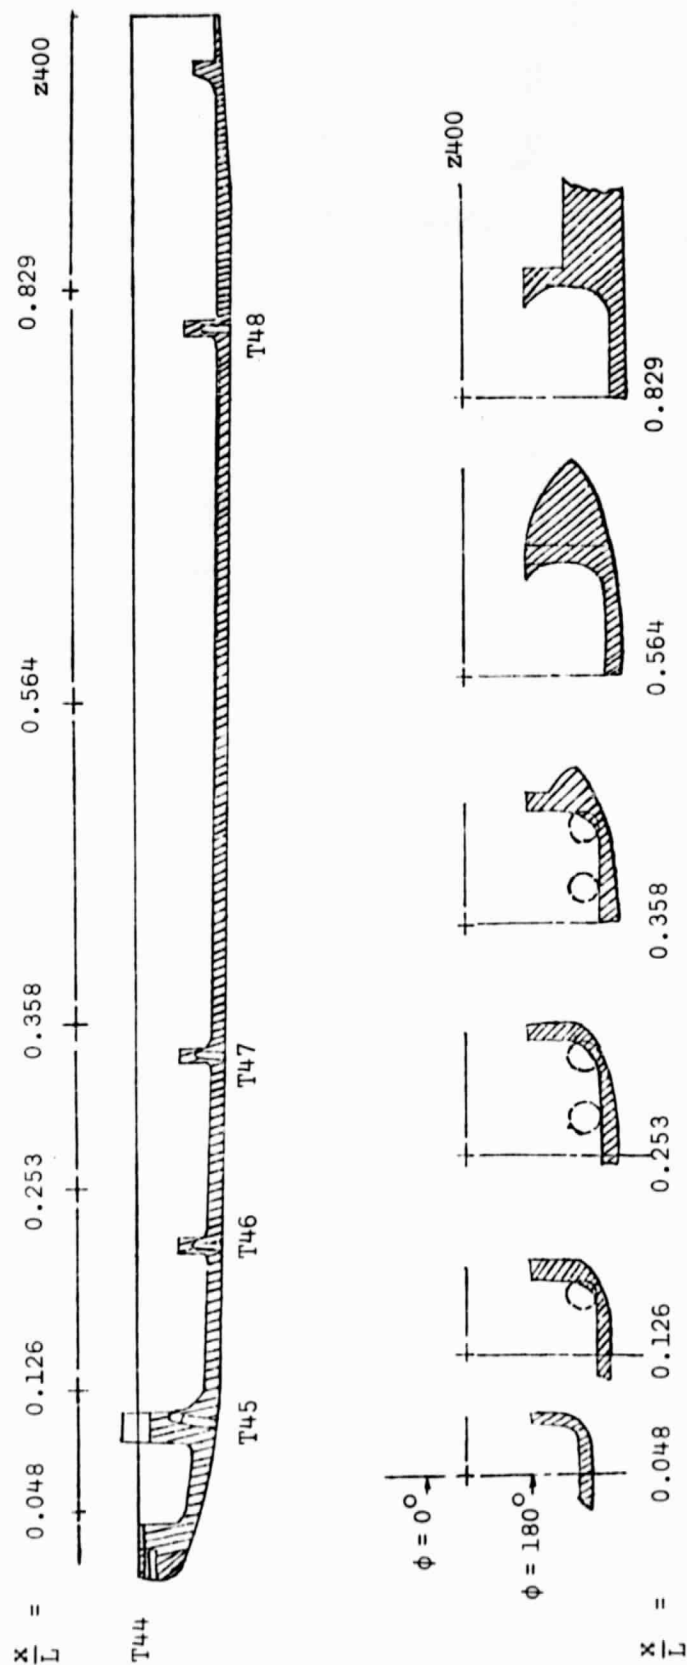 x/L = 0.048 0.126 0.253 0.358 0.564 0.829 z400
T44
T45 T46 T47 T48
z400
φ = 0°
φ = 180°
x/L = 0.048 0.126 0.253 0.358 0.564 0.829